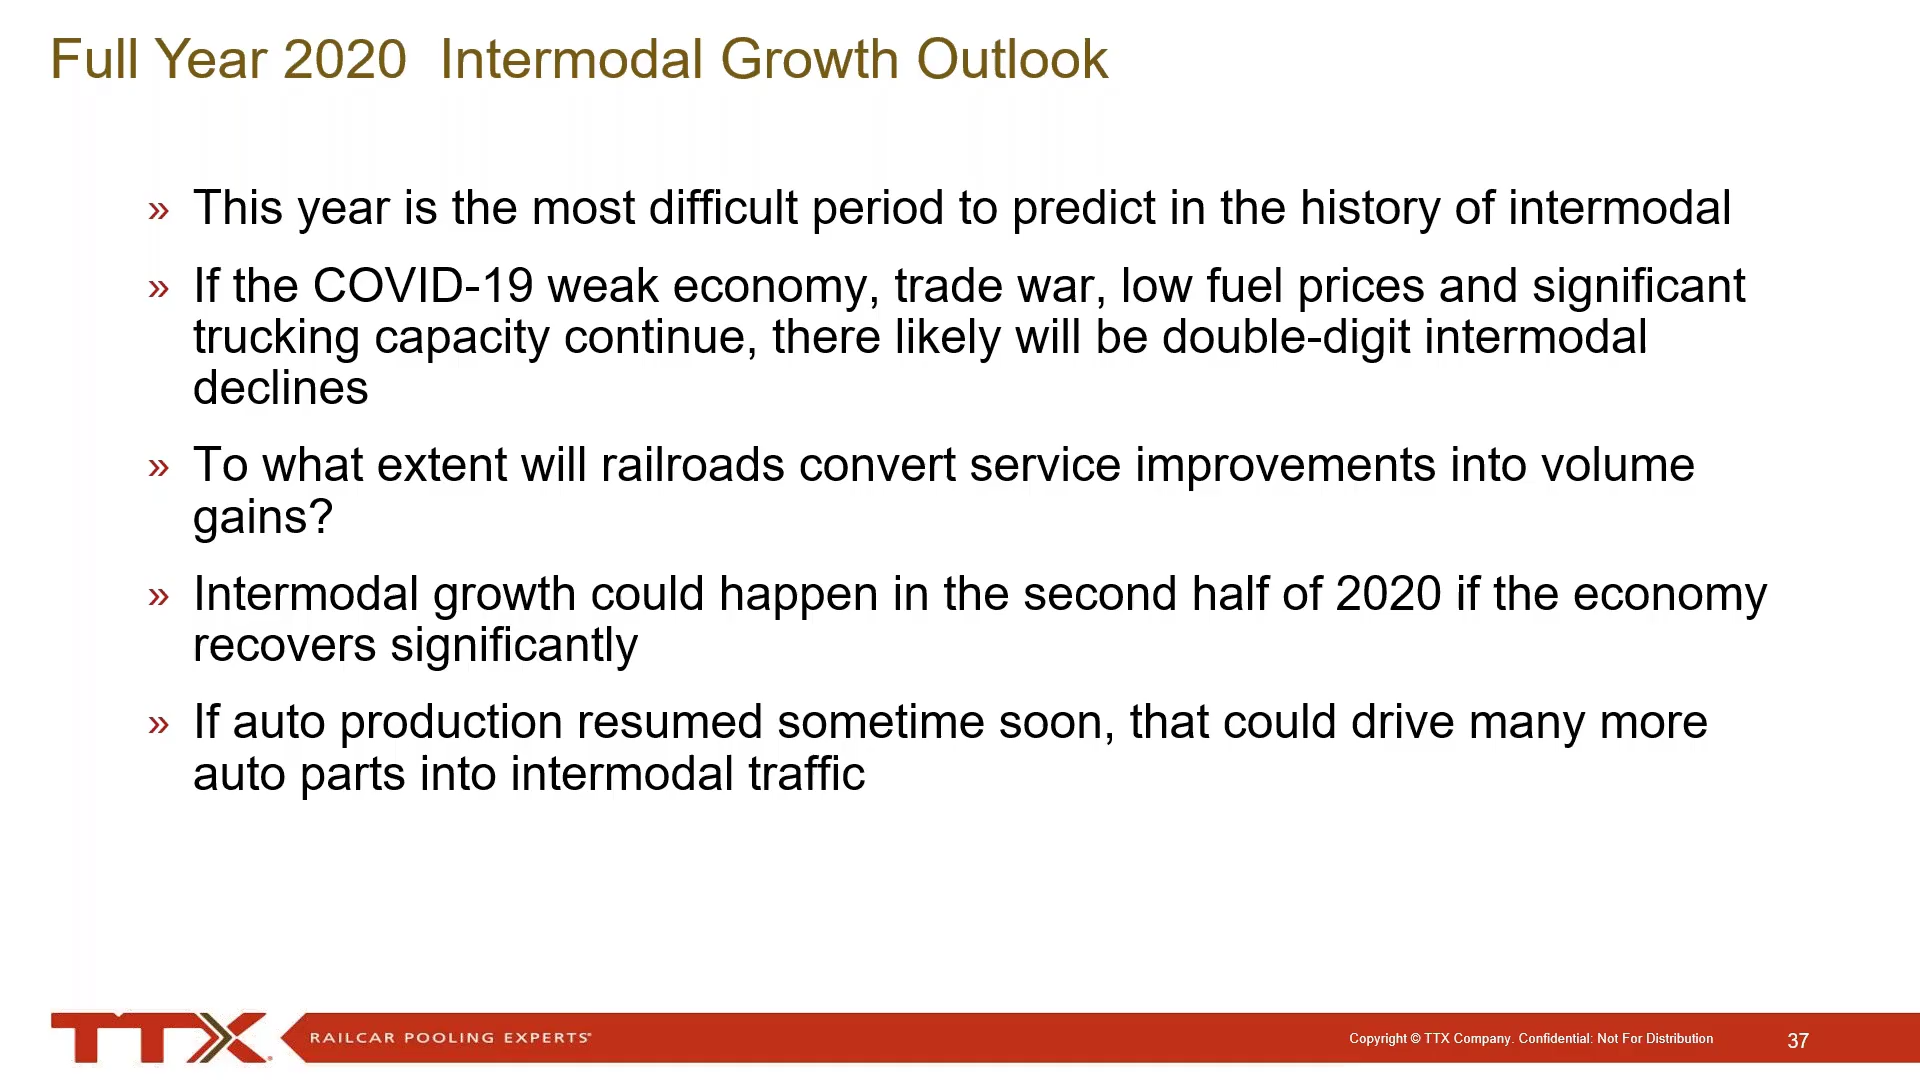 Full Year 2020  Intermodal Growth Outlook
» This year is the most difficult period to predict in the history of intermodal
» If the COVID-19 weak economy, trade war, low fuel prices and significant
trucking capacity continue, there likely will be double-digit intermodal
declines
» To what extent will railroads convert service improvements into volume
gains?
» Intermodal growth could happen in the second half of 2020 if the economy
recovers significantly
» If auto production resumed sometime soon, that could drive many more
auto parts into intermodal traffic
TTX® RAILCAR POOLING EXPERTS® Copyright © TTX Company. Confidential: Not For Distribution 37